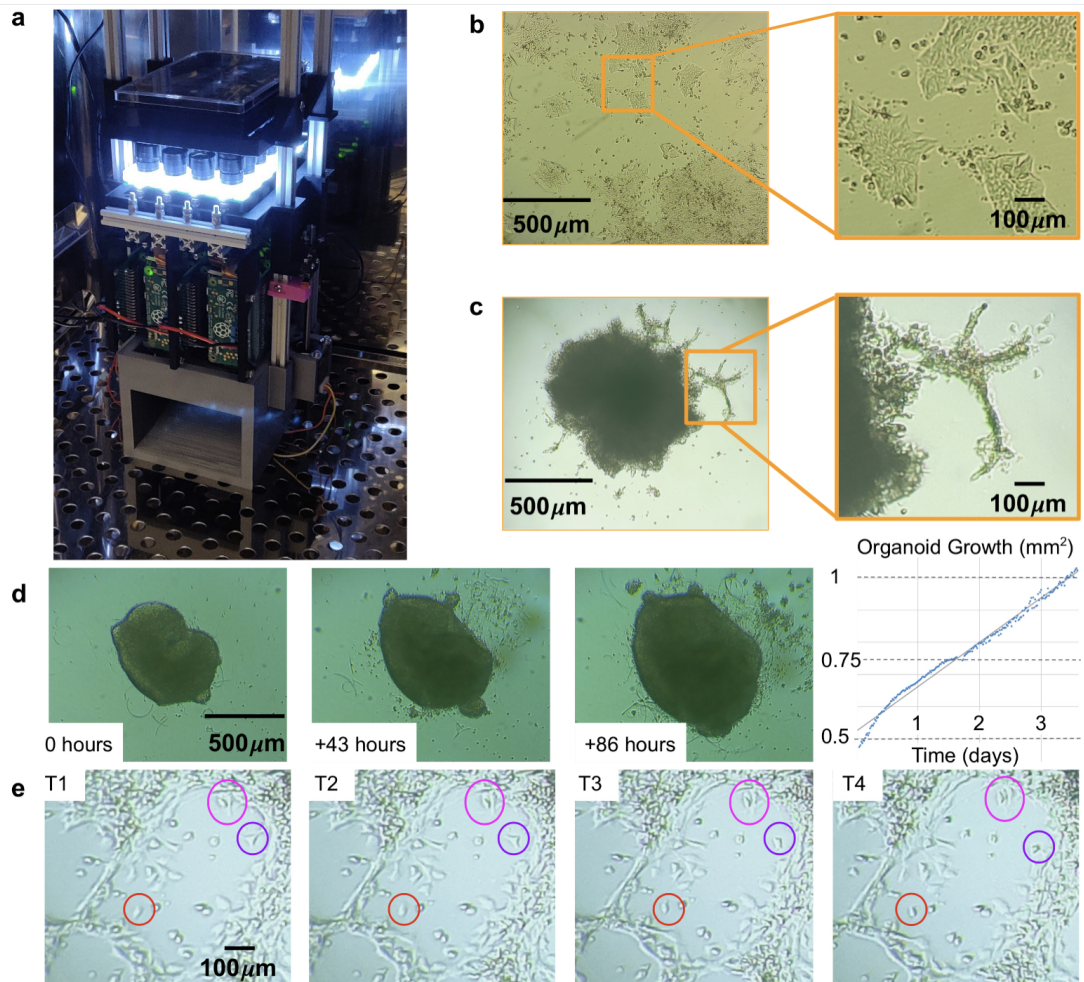 a
b
500μm
100μm
c
500μm
100μm
d
0 hours
500μm
+43 hours
+86 hours
Organoid Growth (mm²)
1
0.75
0.5
1 2 3
Time (days)
e
T1 T2 T3 T4
100μm